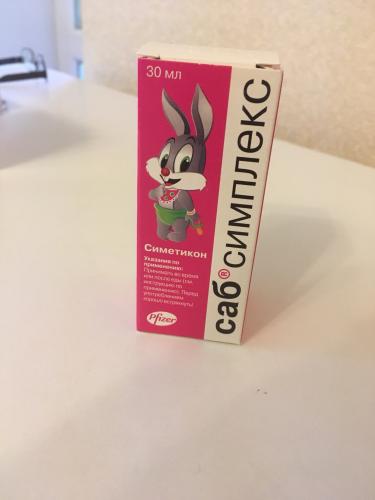 30 мл
Симетикон
Указания по
применению:
Принимать во время
или после еды (см.
инструкцию по
применению). Перед
употреблением
хорошо встряхнуть!
Pfizer
саб® симплекс